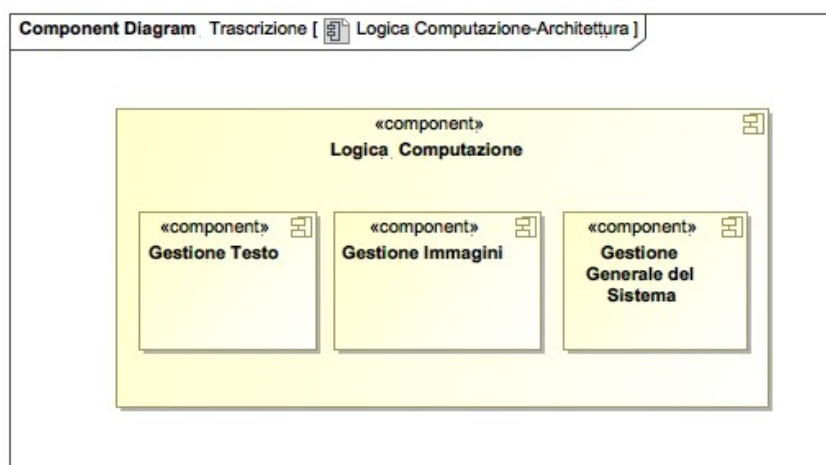 Component Diagram Trascrizione [ Logica Computazione-Architettura ]
«component»
Logica Computazione
«component»
Gestione Testo
«component»
Gestione Immagini
«component»
Gestione
Generale del
Sistema